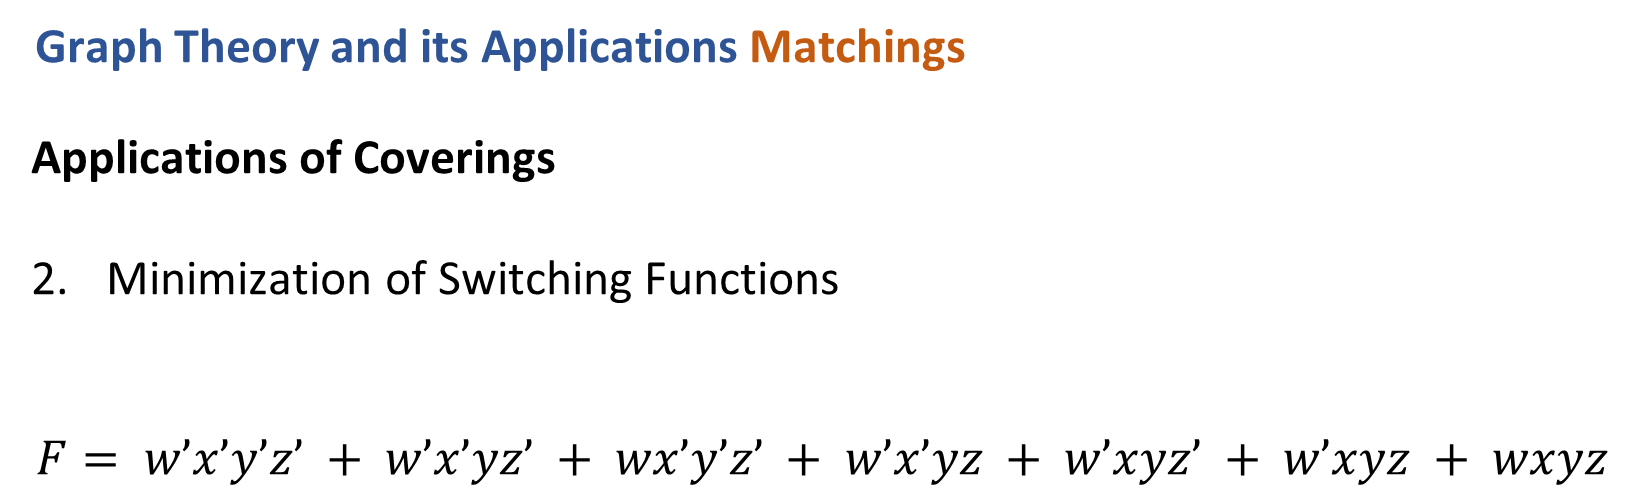 Graph Theory and its Applications Matchings
Applications of Coverings
2. Minimization of Switching Functions
F = w’x’y’z’ + w’x’yz’ + wx’y’z’ + w’x’yz + w’xyz’ + w’xyz + wxyz